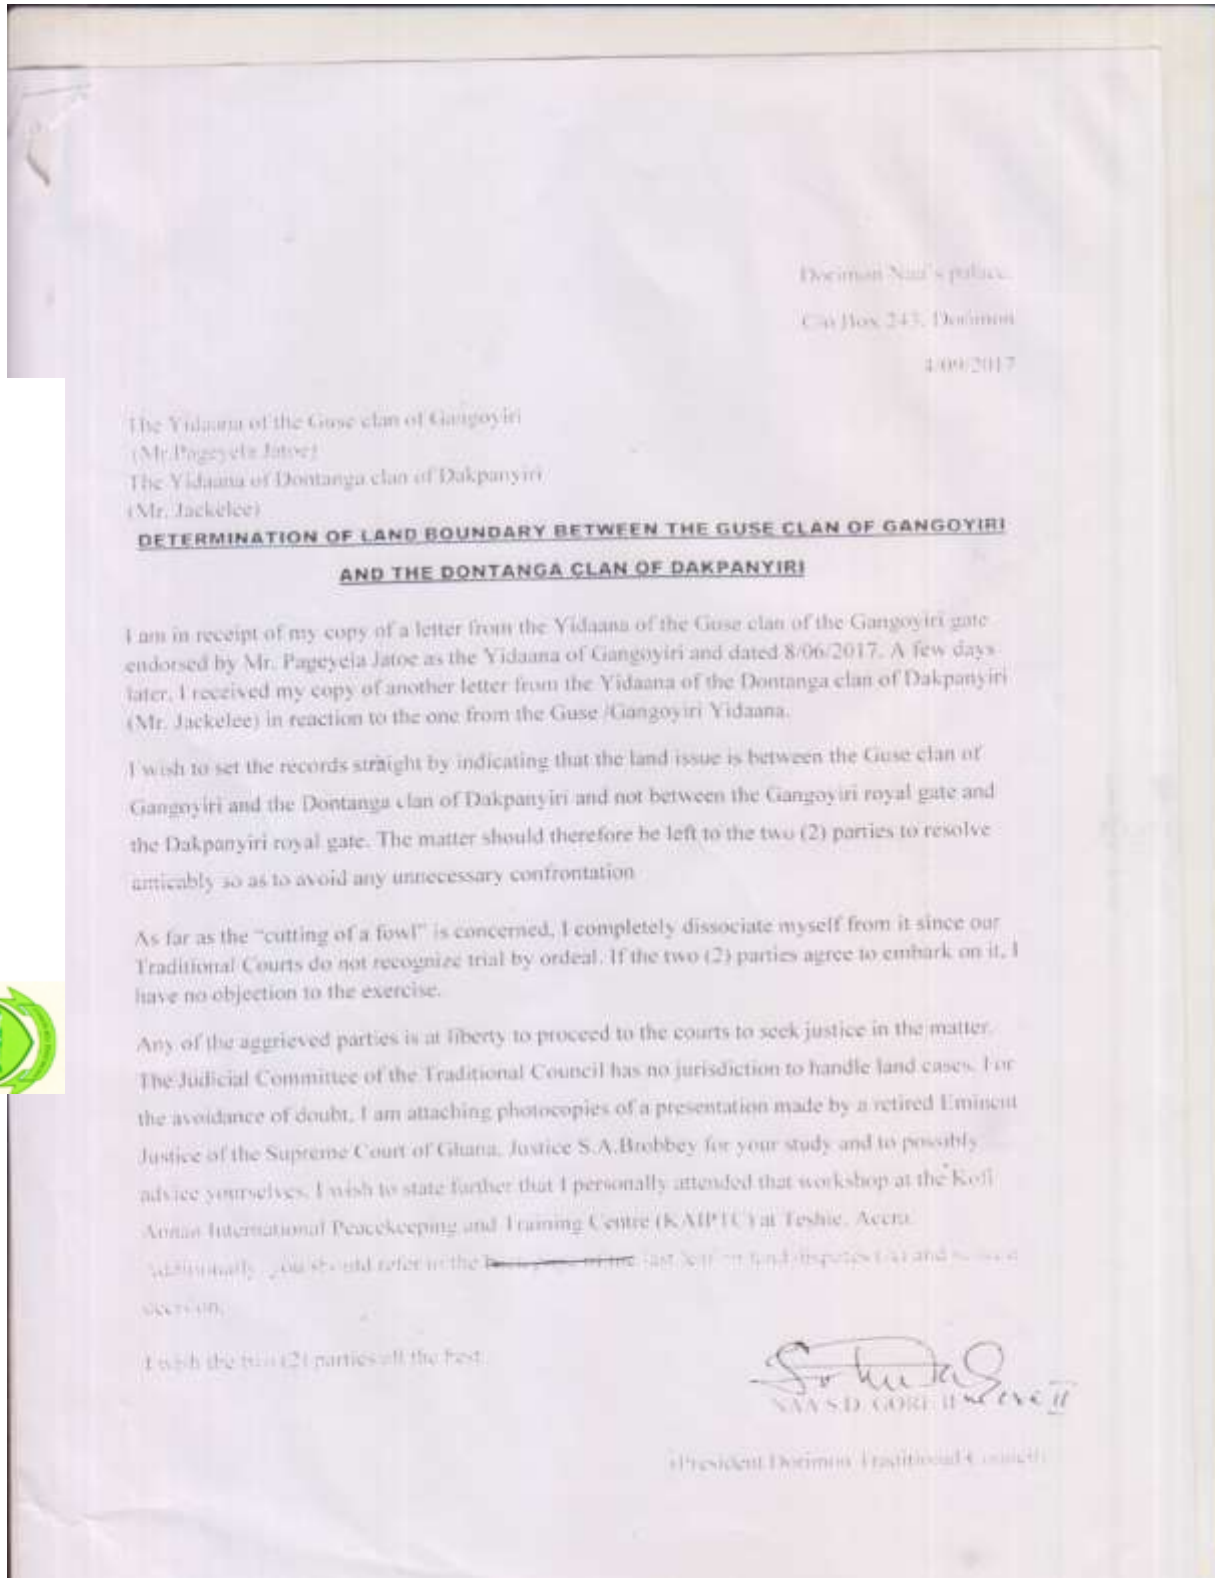 Dorimon Naa's palace.
C/o Box 243, Dorimon
4/09/2017
The Yidaana of the Guse clan of Gangoyiri
(Mr.Pageyela Jatoe)
The Yidaana of Dontanga clan of Dakpanyiri
(Mr. Jackelee)
DETERMINATION OF LAND BOUNDARY BETWEEN THE GUSE CLAN OF GANGOYIRI
AND THE DONTANGA CLAN OF DAKPANYIRI
I am in receipt of my copy of a letter from the Yidaana of the Guse clan of the Gangoyiri gate
endorsed by Mr. Pageyela Jatoe as the Yidaana of Gangoyiri and dated 8/06/2017. A few days
later, I received my copy of another letter from the Yidaana of the Dontanga clan of Dakpanyiri
(Mr. Jackelee) in reaction to the one from the Guse /Gangoyiri Yidaana.
I wish to set the records straight by indicating that the land issue is between the Guse clan of
Gangoyiri and the Dontanga clan of Dakpanyiri and not between the Gangoyiri royal gate and
the Dakpanyiri royal gate. The matter should therefore be left to the two (2) parties to resolve
amicably so as to avoid any unnecessary confrontation
As far as the "cutting of a fowl" is concerned, I completely dissociate myself from it since our
Traditional Courts do not recognize trial by ordeal. If the two (2) parties agree to embark on it, I
have no objection to the exercise.
Any of the aggrieved parties is at liberty to proceed to the courts to seek justice in the matter.
The Judicial Committee of the Traditional Council has no jurisdiction to handle land cases. For
the avoidance of doubt, I am attaching photocopies of a presentation made by a retired Eminent
Justice of the Supreme Court of Ghana, Justice S.A.Brobbey for your study and to possibly
advice yourselves. I wish to state further that I personally attended that workshop at the Kofi
Annan International Peacekeeping and Training Centre (KAIPTC) at Teshie, Accra.
Additionally, you should refer to the of the last on land disputes and
I wish the two (2) parties all the best.
NAA S.D. GORE II
(President Dorimon Traditional Council)